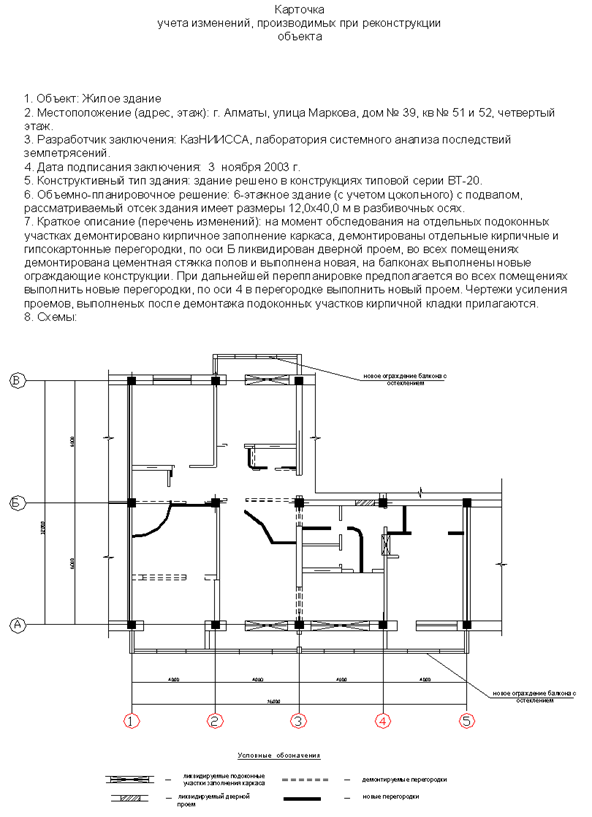 Карточка
учета изменений, производимых при реконструкции
объекта
1. Объект: Жилое здание
2. Местоположение (адрес, этаж): г. Алматы, улица Маркова, дом № 39, кв № 51 и 52, четвертый
этаж.
3. Разработчик заключения: КазНИИССА, лаборатория системного анализа последствий
землетрясений.
4. Дата подписания заключения: 3 ноября 2003 г.
5. Конструктивный тип здания: здание решено в конструкциях типовой серии ВТ-20.
6. Объемно-планировочное решение: 6-этажное здание (с учетом цокольного) с подвалом,
рассматриваемый отсек здания имеет размеры 12,0х40,0 м в разбивочных осях.
7. Краткое описание (перечень изменений): на момент обследования на отдельных подоконных
участках демонтировано кирпичное заполнение каркаса, демонтированы отдельные кирпичные и
гипсокартонные перегородки, по оси Б ликвидирован дверной проем, во всех помещениях
демонтирована цементная стяжка полов и выполнена новая, на балконах выполнены новые
ограждающие конструкции. При дальнейшей перепланировке предполагается во всех помещениях
выполнить новые перегородки, по оси 4 в перегородке выполнить новый проем. Чертежи усиления
проемов, выполненых после демонтажа подоконных участков кирпичной кладки прилагаются.
8. Схемы:
новое ограждение балкона с
остеклением
В
6000
Б
12000
6000
А
новое ограждение балкона с
остеклением
4000 4000 4000 4000
16000
1 2 3 4 5
Условные обозначения
— ликвидируемые подоконные
участки заполнения каркаса
— демонтируемые перегородки
— ликвидируемый дверной
проем
— новые перегородки